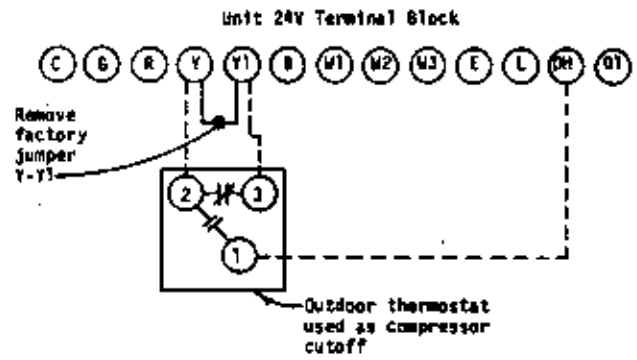 Unit 24V Terminal Block
C G R Y Y1 B W1 W2 W3 E L DH O1
Remove
factory
jumper
Y-Y1
2 3
1
Outdoor thermostat
used as compressor
cutoff